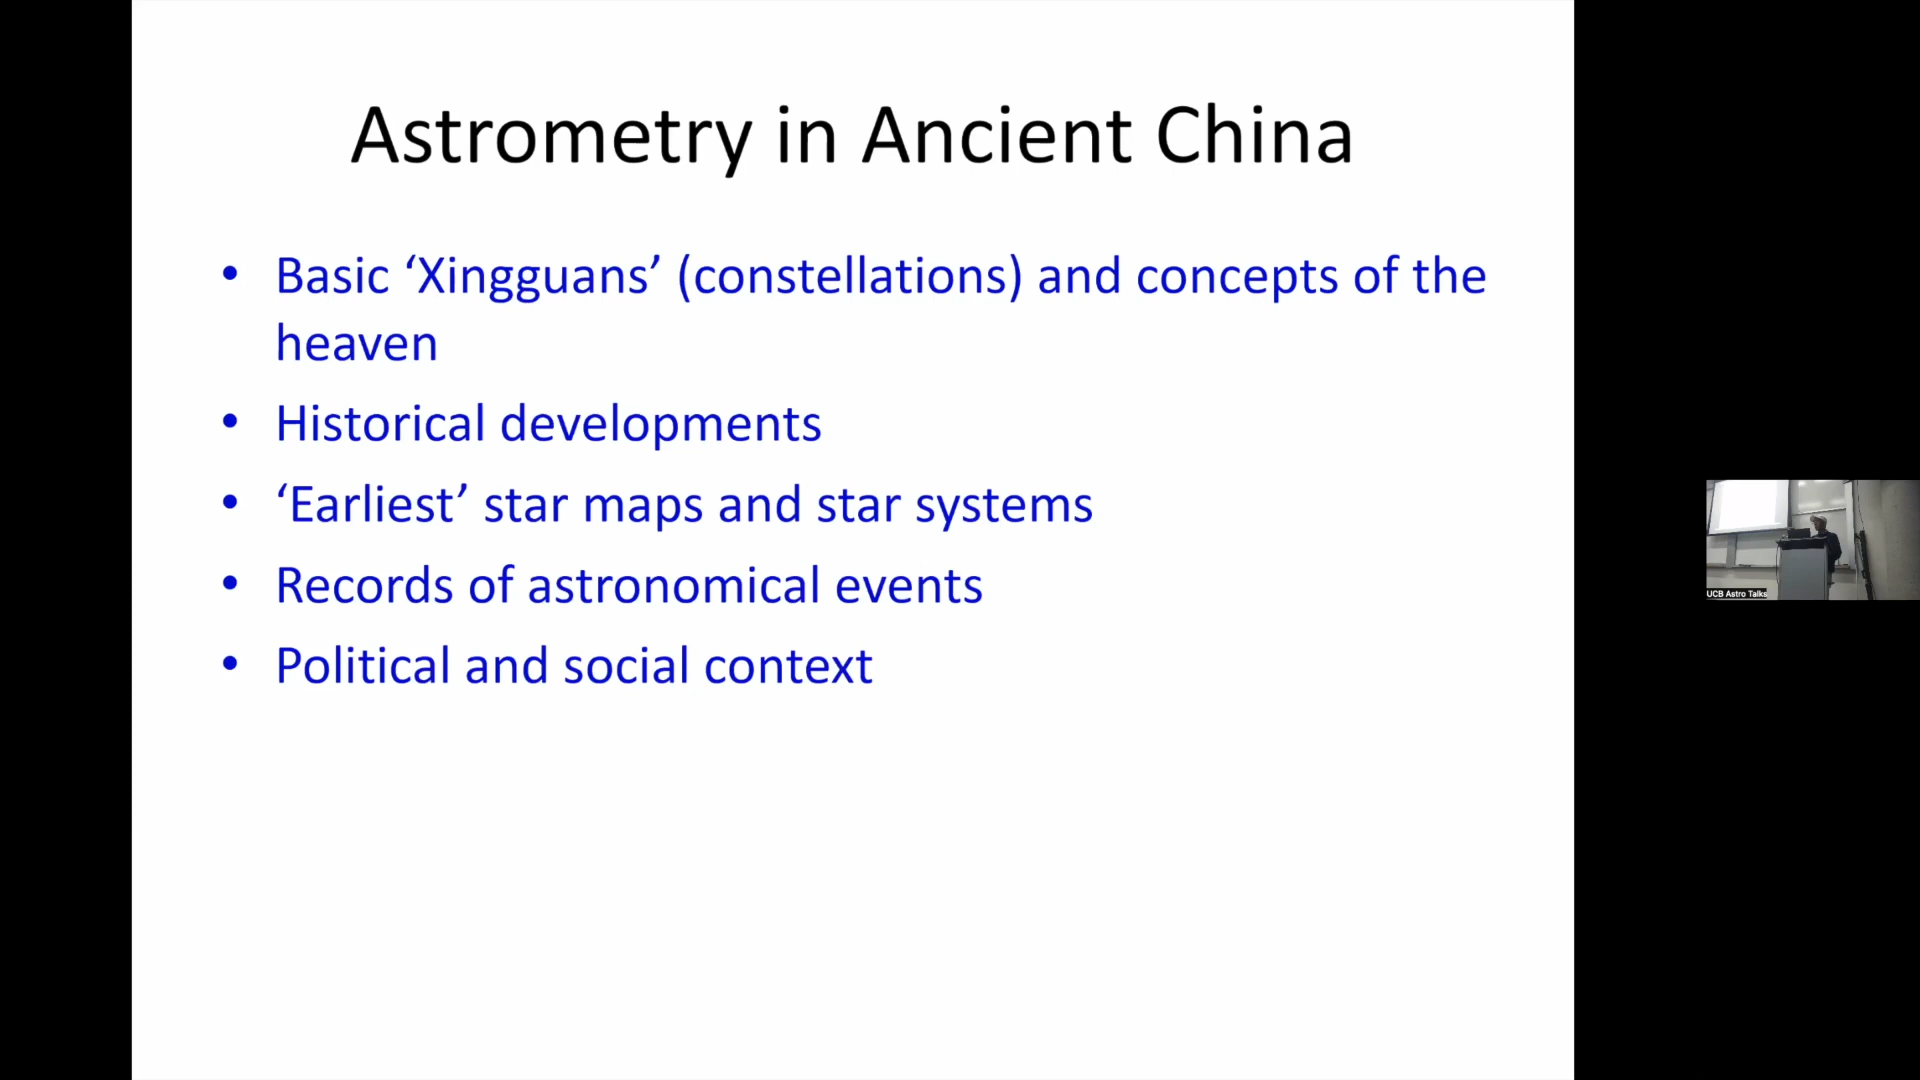 Astrometry in Ancient China
• Basic ‘Xingguans’ (constellations) and concepts of the
heaven
• Historical developments
• ‘Earliest’ star maps and star systems
• Records of astronomical events
• Political and social context
UCB Astro Talks